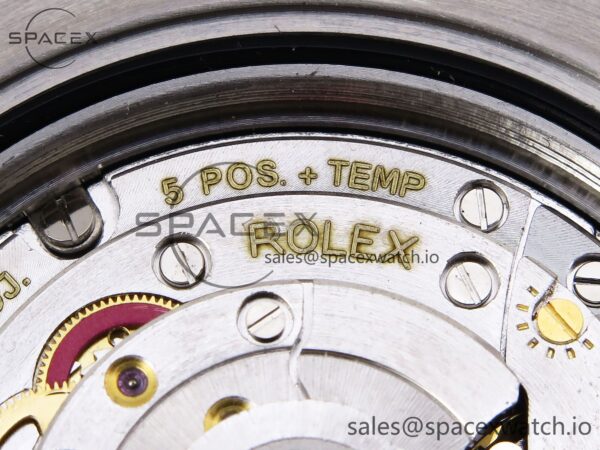 SPACEX
5 POS. + TEMP
SPACEX
ROLEX
sales@spacexwatch.io
J.
sales@spacexwatch.io